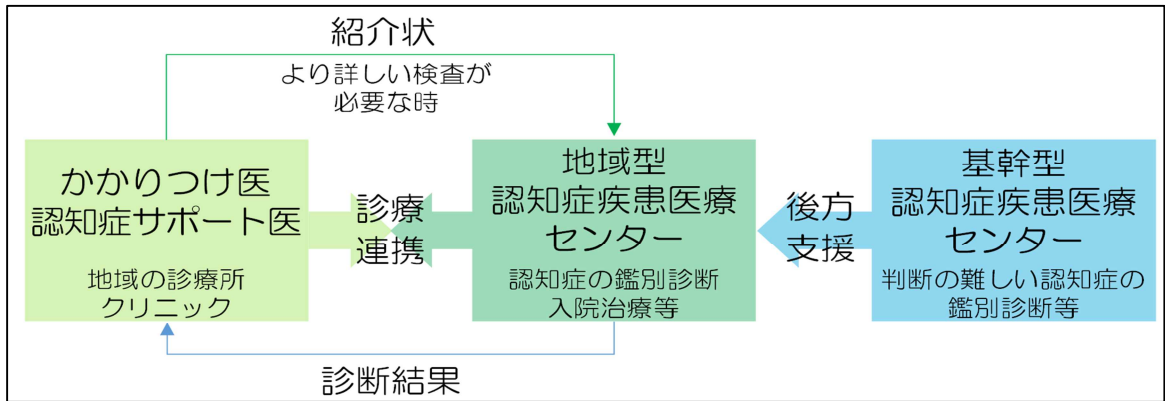 紹介状
より詳しい検査が
必要な時
かかりつけ医
認知症サポート医
地域の診療所
クリニック
診療
連携
地域型
認知症疾患医療
センター
認知症の鑑別診断
入院治療等
後方
支援
基幹型
認知症疾患医療
センター
判断の難しい認知症の
鑑別診断等
診断結果